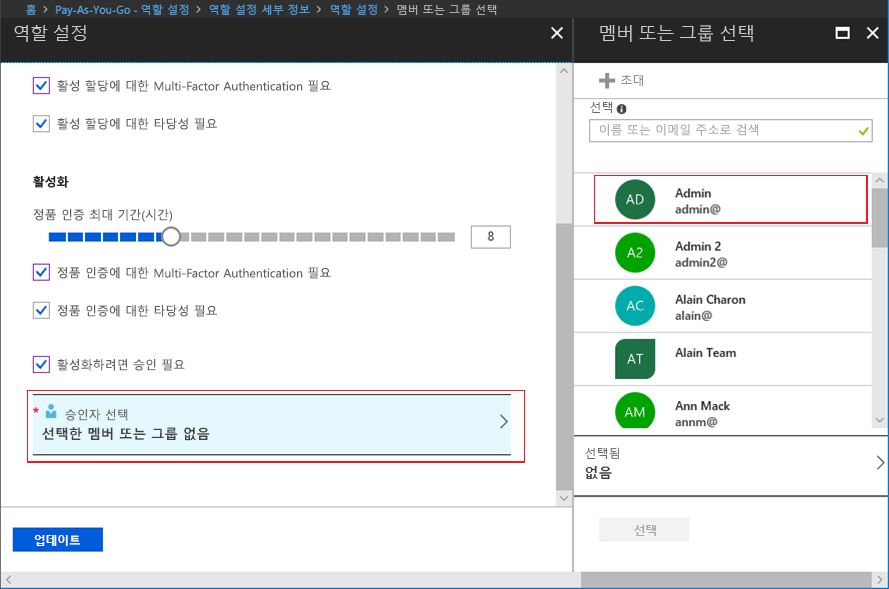 홈 > Pay-As-You-Go - 역할 설정 > 역할 설정 세부 정보 > 역할 설정 > 멤버 또는 그룹 선택
역할 설정
활성 할당에 대한 Multi-Factor Authentication 필요
활성 할당에 대한 타당성 필요
활성화
정품 인증 최대 기간(시간)
8
정품 인증에 대한 Multi-Factor Authentication 필요
정품 인증에 대한 타당성 필요
활성화하려면 승인 필요
* 승인자 선택
선택한 멤버 또는 그룹 없음
업데이트
멤버 또는 그룹 선택
초대
선택
이름 또는 이메일 주소로 검색
AD
Admin
admin@
A2
Admin 2
admin2@
AC
Alain Charon
alain@
AT
Alain Team
AM
Ann Mack
annm@
선택됨
없음
선택